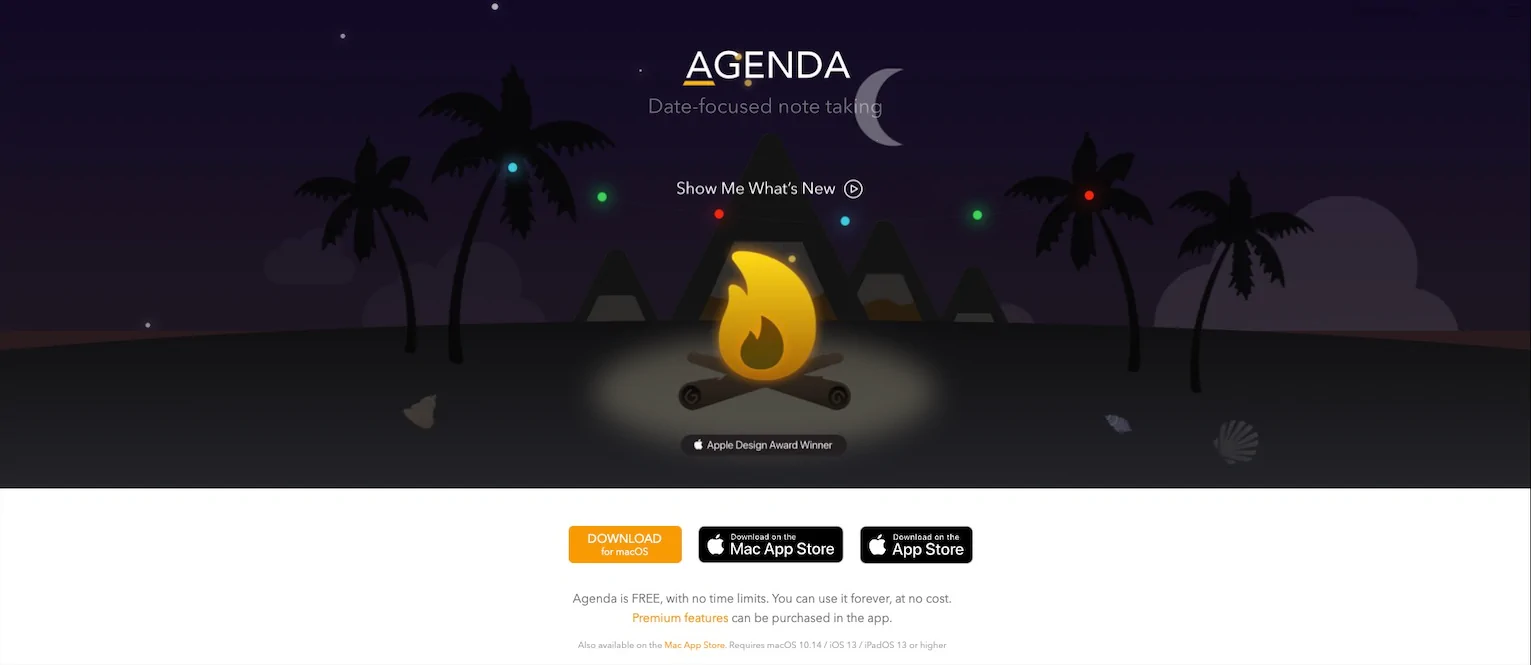 AGENDA
Date-focused note taking
Show Me What's New
Apple Design Award Winner
DOWNLOAD
for macOS
Download on the
Mac App Store
Download on the
App Store
Agenda is FREE, with no time limits. You can use it forever, at no cost.
Premium features can be purchased in the app.
Also available on the Mac App Store. Requires macOS 10.14 / iOS 13 / iPadOS 13 or higher